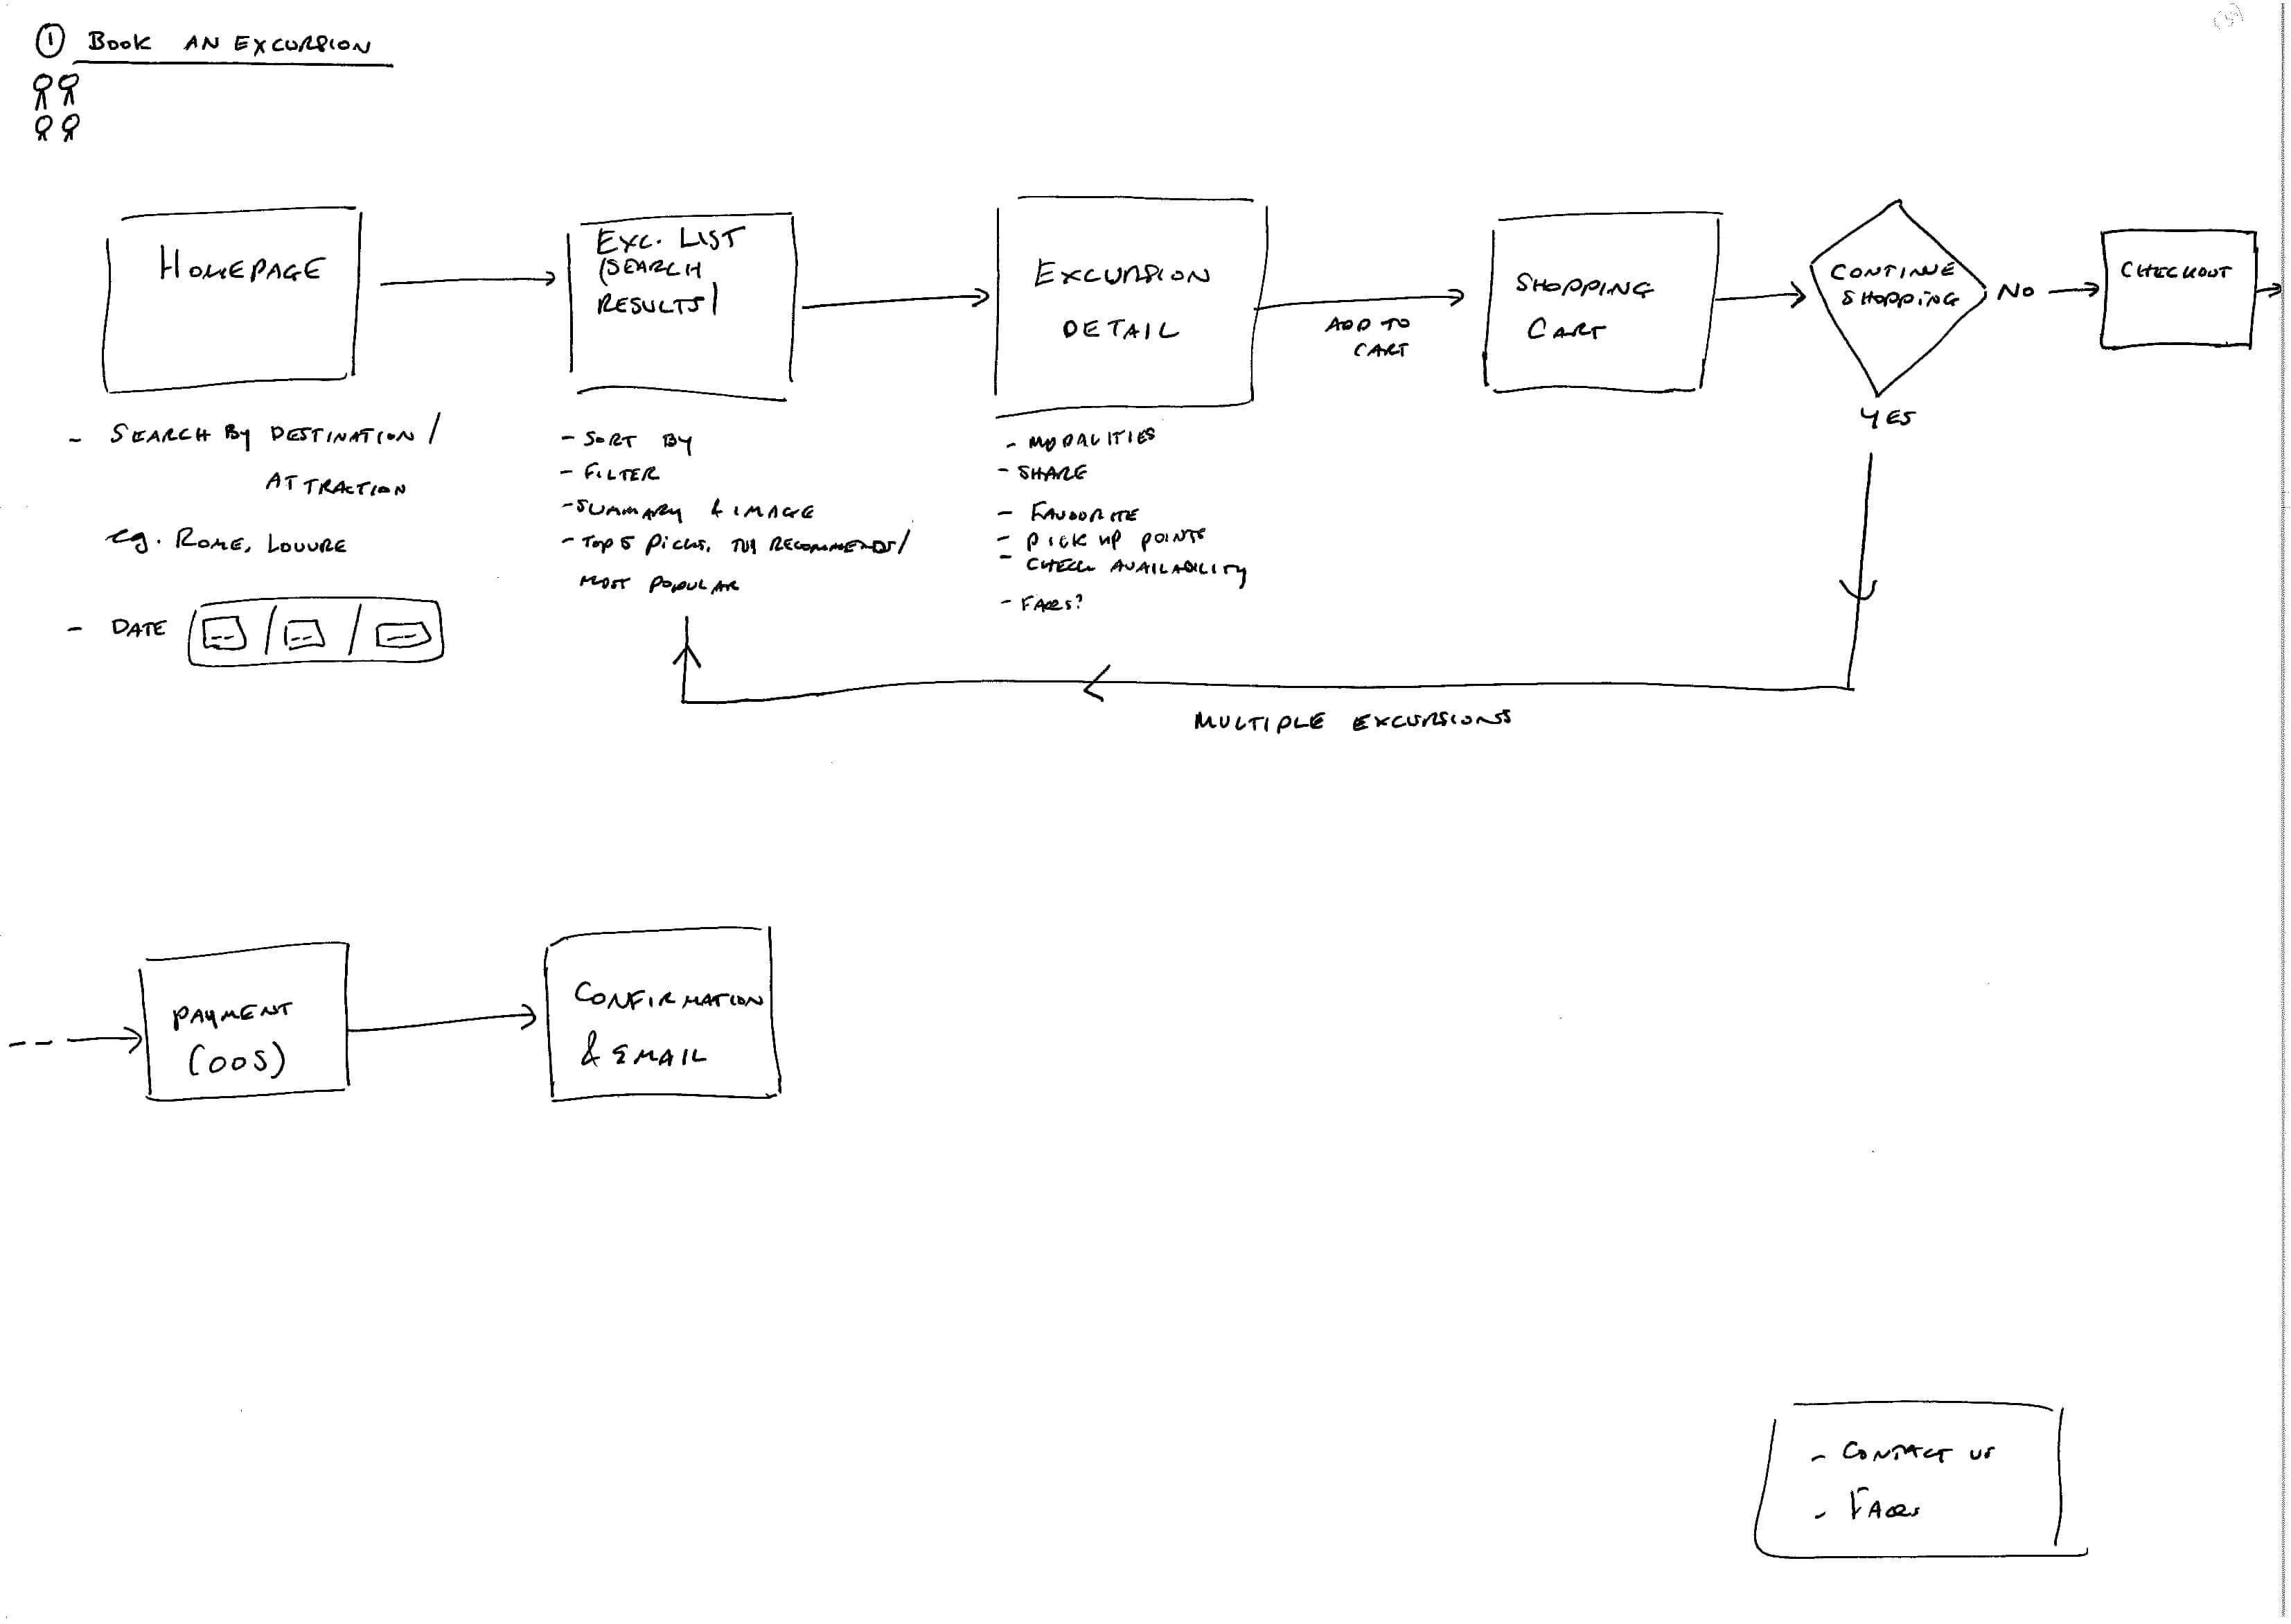 ① BOOK AN EXCURSION
HOMEPAGE
- SEARCH BY DESTINATION /
ATTRACTION
eg. ROME, LOUVRE
- DATE
EXC. LIST
(SEARCH
RESULTS)
- SORT BY
- FILTER
- SUMMARY & IMAGE
- TOP 5 PICKS, TUI RECOMMENDS /
MOST POPULAR
EXCURSION
DETAIL
- MODALITIES
- SHARE
- FAVOURITE
- PICK UP POINTS
- CHECK AVAILABILITY
- FAQs?
ADD TO
CART
SHOPPING
CART
CONTINUE
SHOPPING
NO
YES
CHECKOUT
MULTIPLE EXCURSIONS
PAYMENT
(OOS)
CONFIRMATION
& EMAIL
- CONTACT US
- FAQs